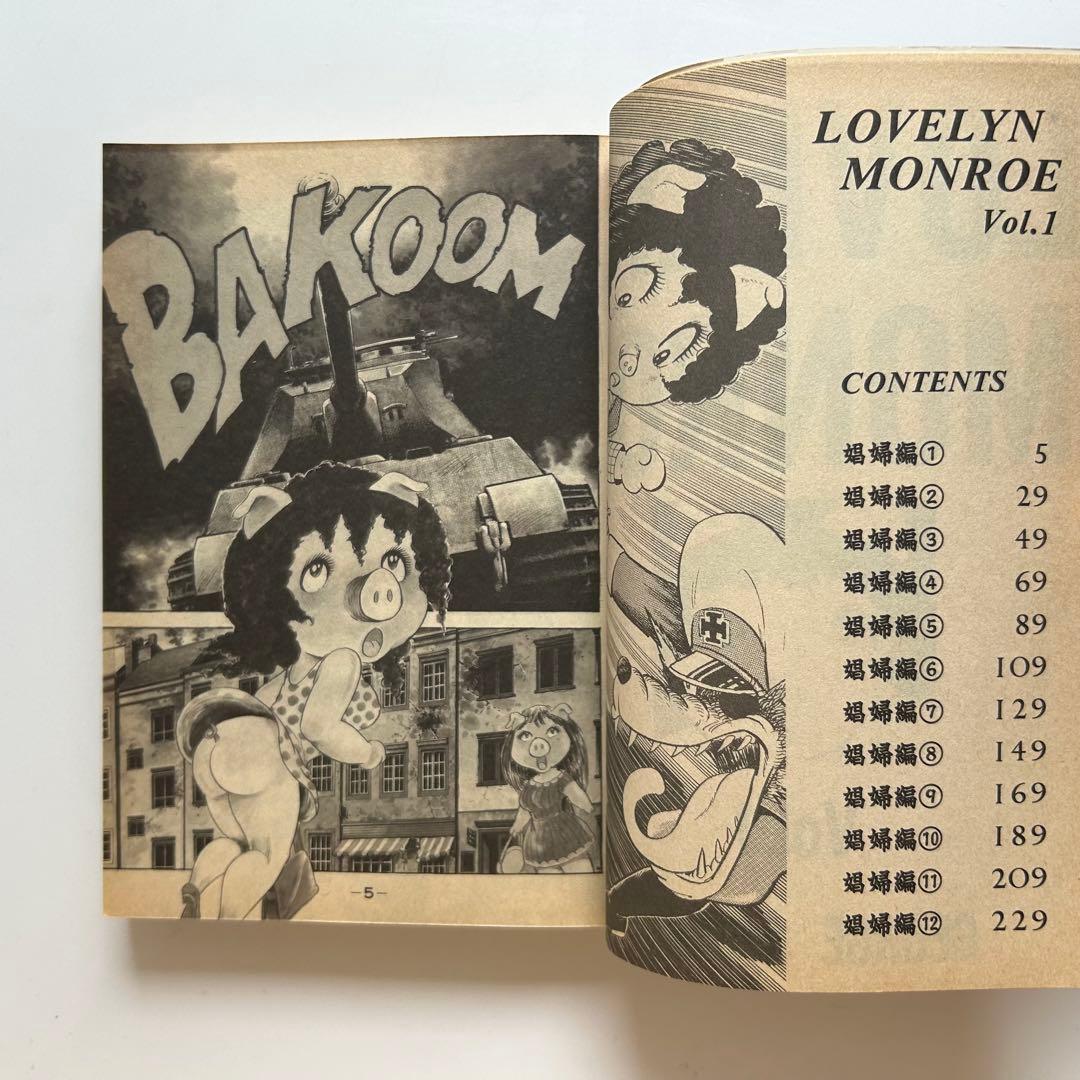 BAKOOM
—5—
LOVELYN
MONROE
Vol.1
CONTENTS
娼婦編① 5
娼婦編② 29
娼婦編③ 49
娼婦編④ 69
娼婦編⑤ 89
娼婦編⑥ 109
娼婦編⑦ 129
娼婦編⑧ 149
娼婦編⑨ 169
娼婦編⑩ 189
娼婦編⑪ 209
娼婦編⑫ 229